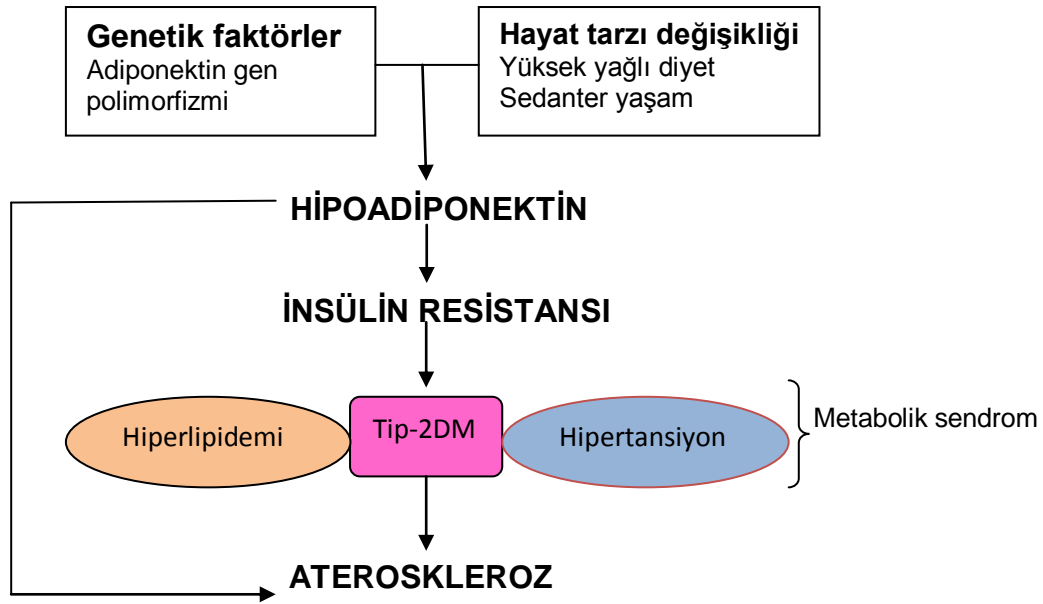 Genetik faktörler
Adiponektin gen
polimorfizmi
Hayat tarzı değişikliği
Yüksek yağlı diyet
Sedanter yaşam
HİPOADİPONEKTİN
İNSÜLİN RESİSTANSI
Hiperlipidemi
Tip-2DM
Hipertansiyon
Metabolik sendrom
ATEROSKLEROZ